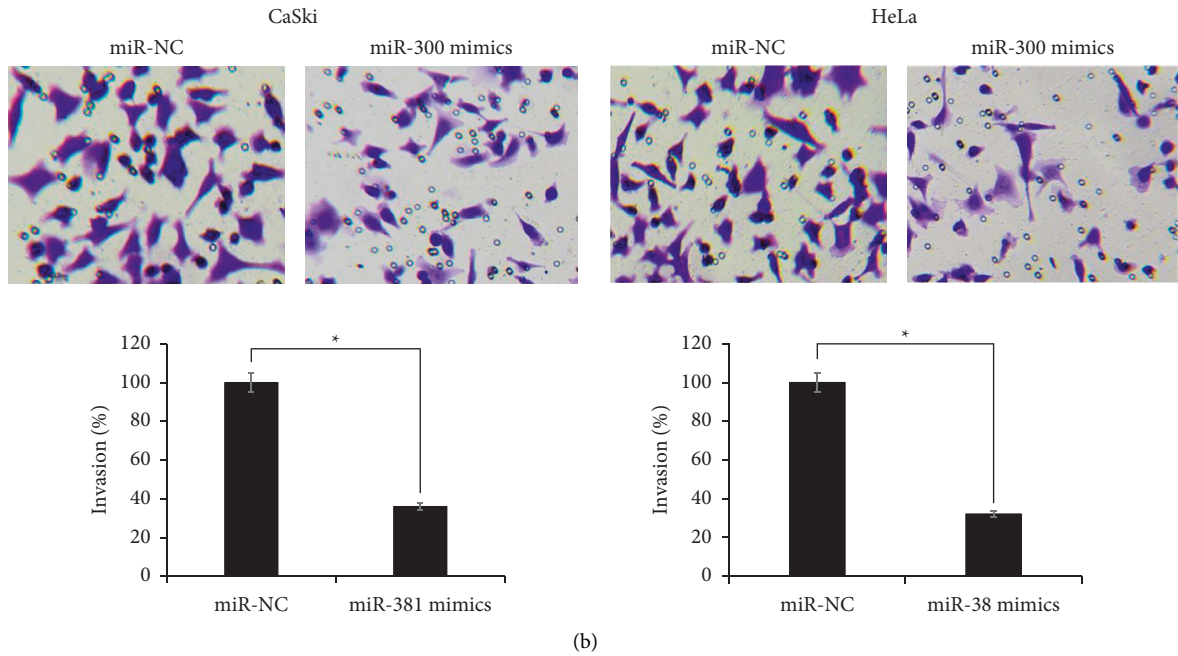 CaSki
HeLa
miR-NC
miR-300 mimics
miR-NC
miR-300 mimics
120
100
80
60
40
20
0
Invasion (%)
*
miR-NC
miR-381 mimics
120
100
80
60
40
20
0
Invasion (%)
*
miR-NC
miR-38 mimics
(b)